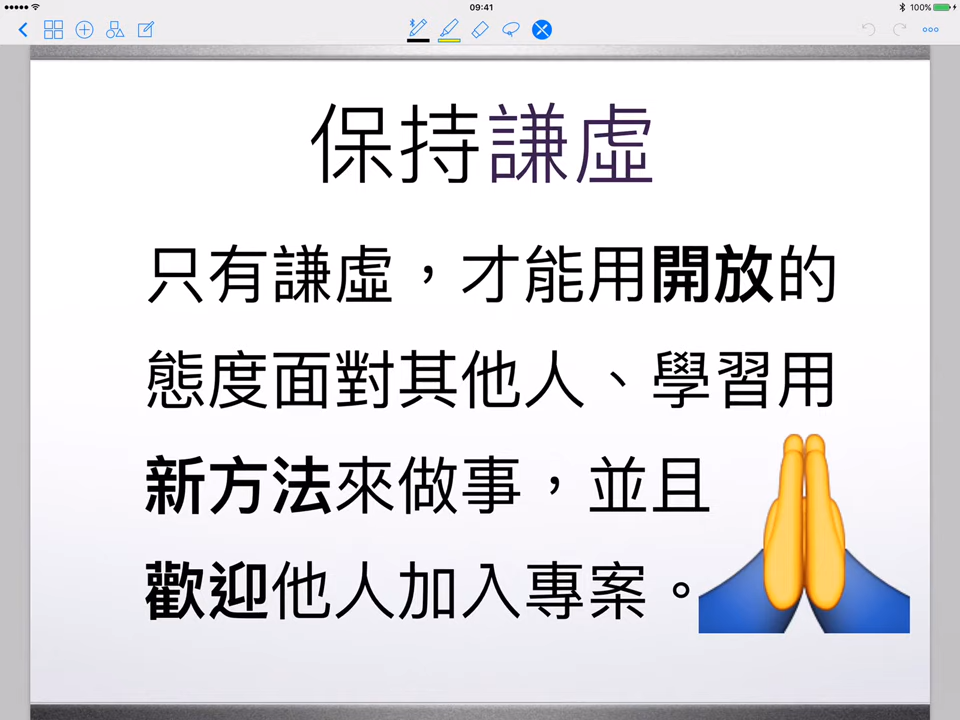 09:41
100%
保持謙虛
只有謙虛，才能用開放的
態度面對其他人、學習用
新方法來做事，並且
歡迎他人加入專案。